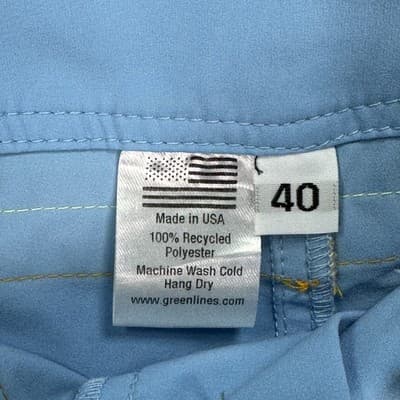 Made in USA
100% Recycled
Polyester
Machine Wash Cold
Hang Dry
www.greenlines.com
40